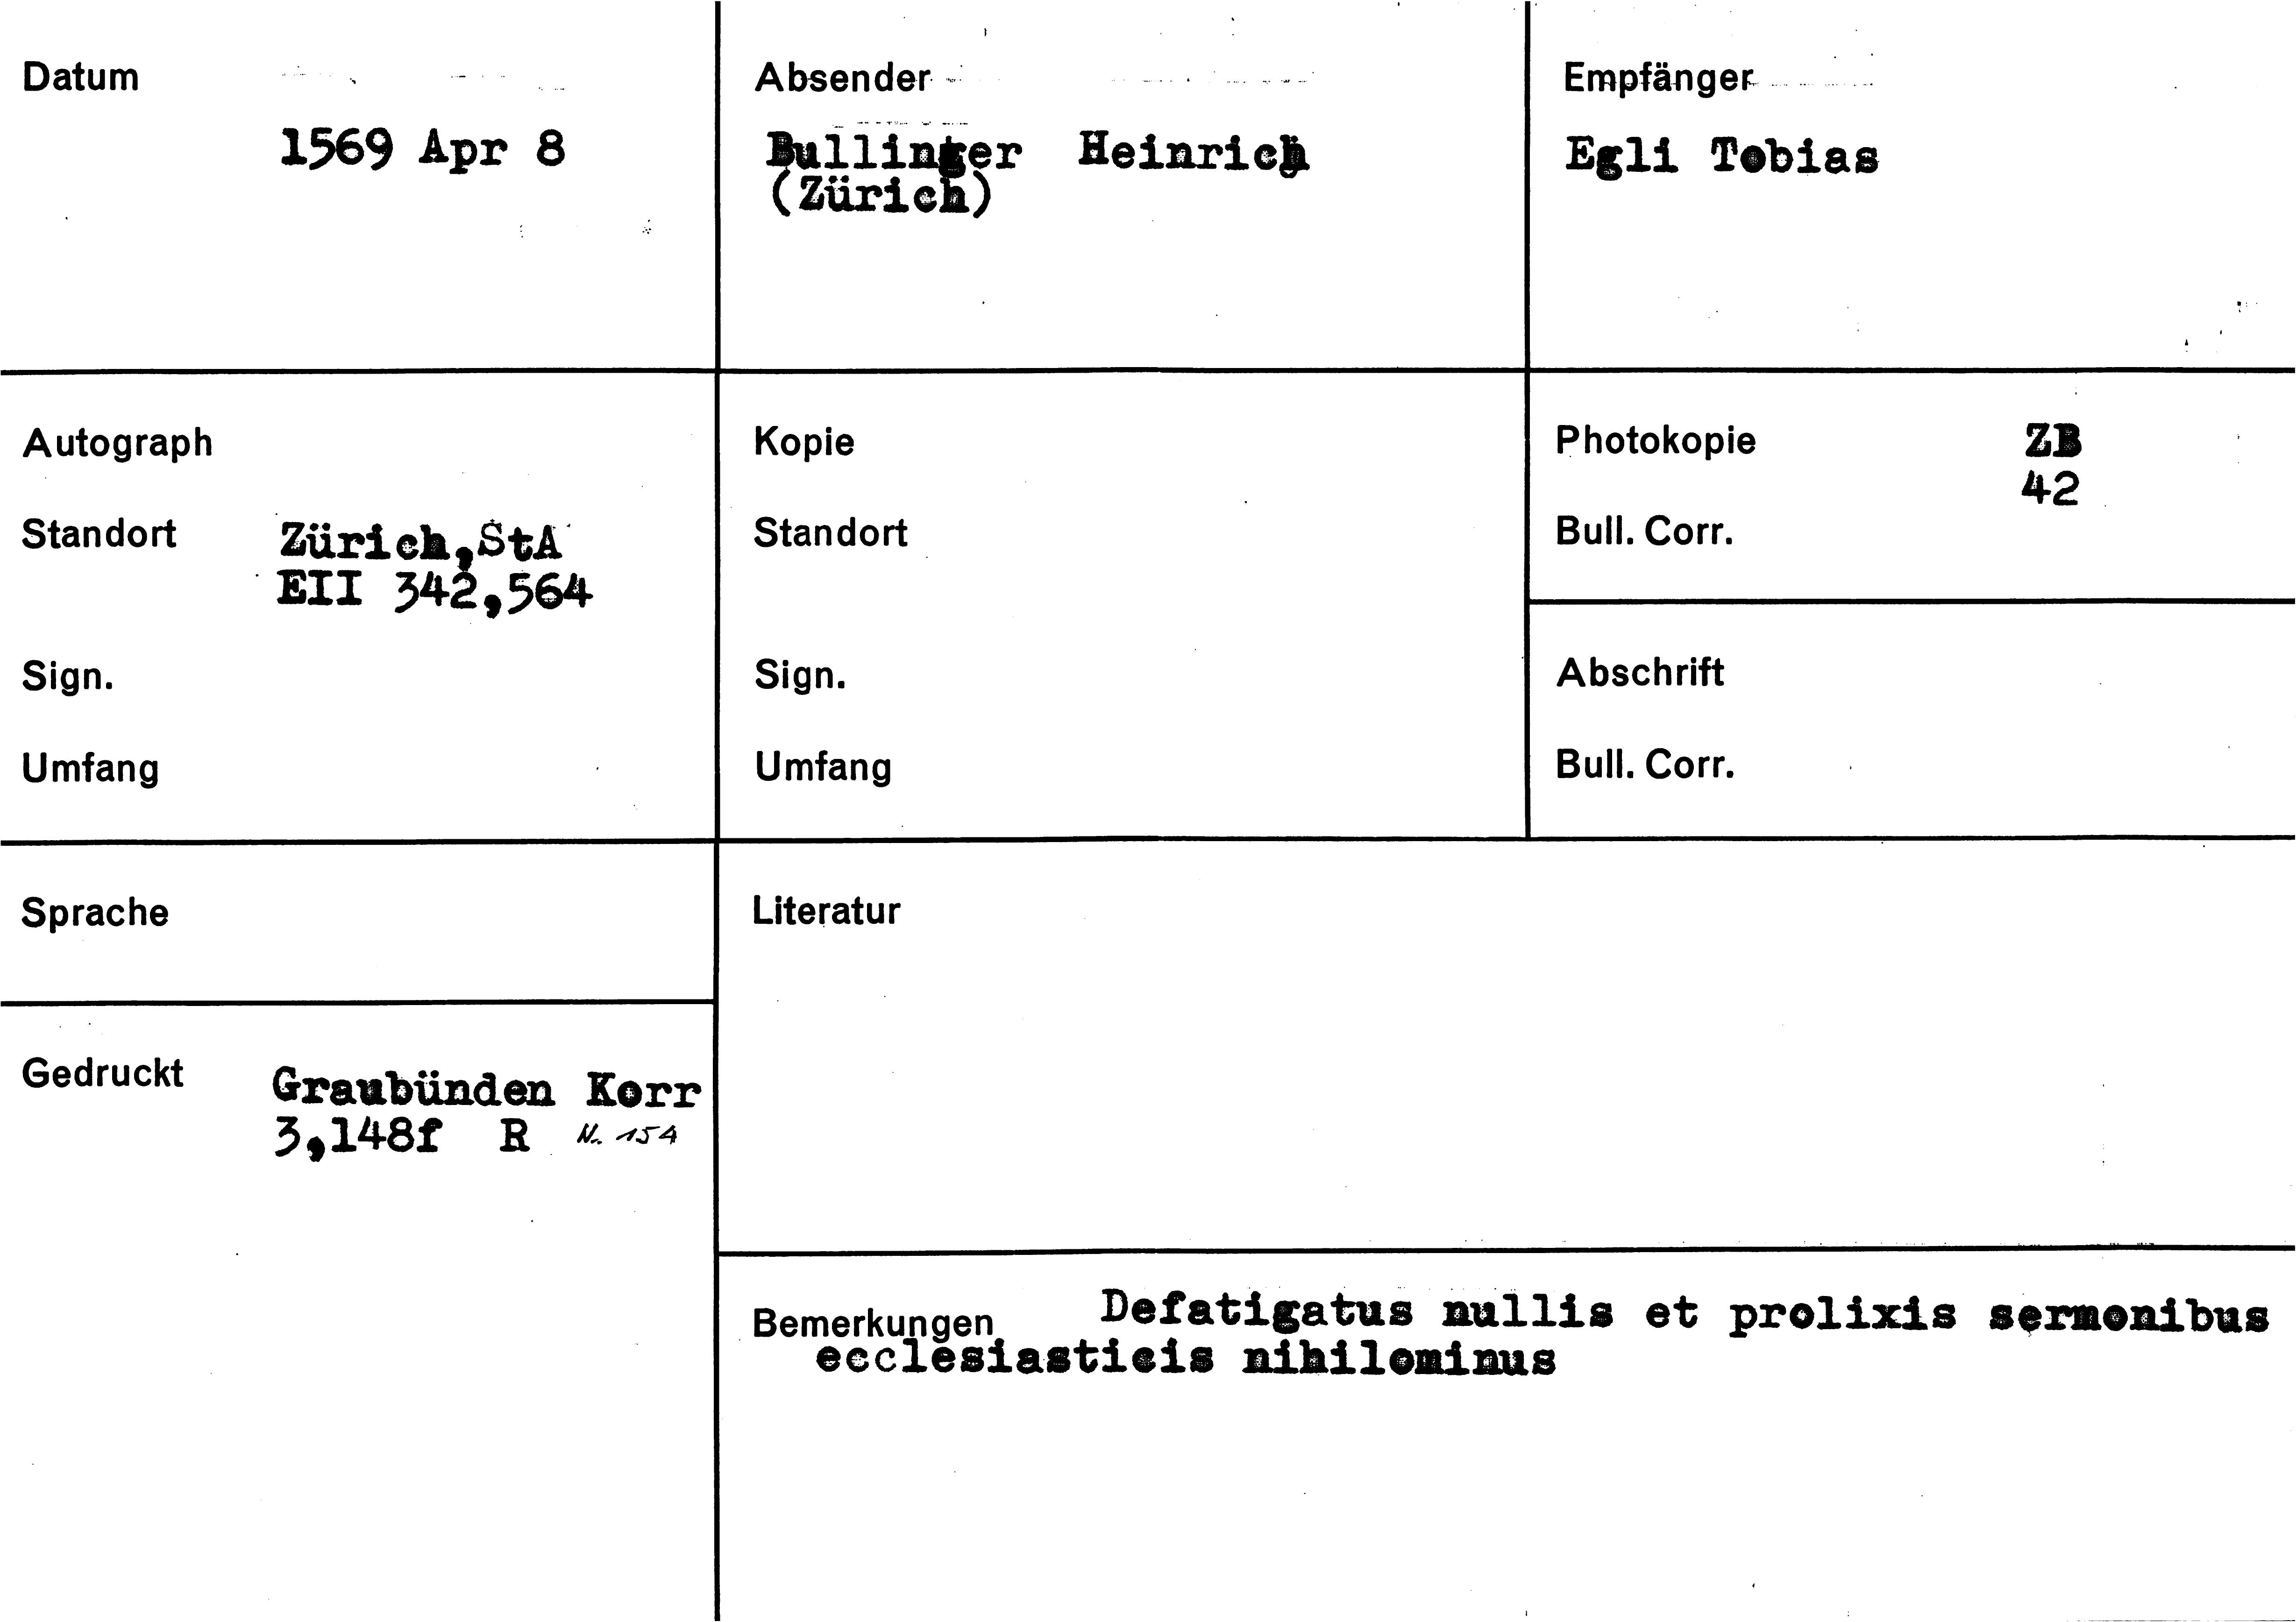 Datum
1569 Apr 8
Absender
Bullinger Heinrich
(Zürich)
Empfänger
Egli Tobias
Autograph
Standort Zürich,StA
EII 342,564
Sign.
Umfang
Kopie
Standort
Sign.
Umfang
Photokopie ZB
42
Bull. Corr.
Abschrift
Bull. Corr.
Sprache
Literatur
Gedruckt Graubünden Korr
3,148f R N. 154
Bemerkungen Defatigatus nullis et prolixis sermonibus
ecclesiasticis nihilominus